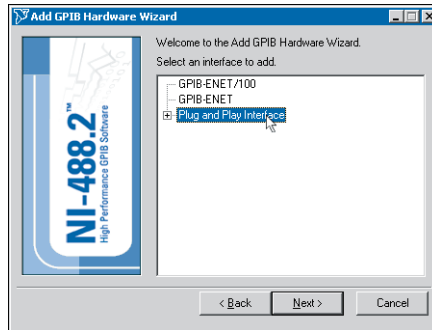 Add GPIB Hardware Wizard
Welcome to the Add GPIB Hardware Wizard.
Select an interface to add.
GPIB-ENET/100
GPIB-ENET
Plug and Play Interface
NI-488.2™
High Performance GPIB Software
< Back
Next >
Cancel